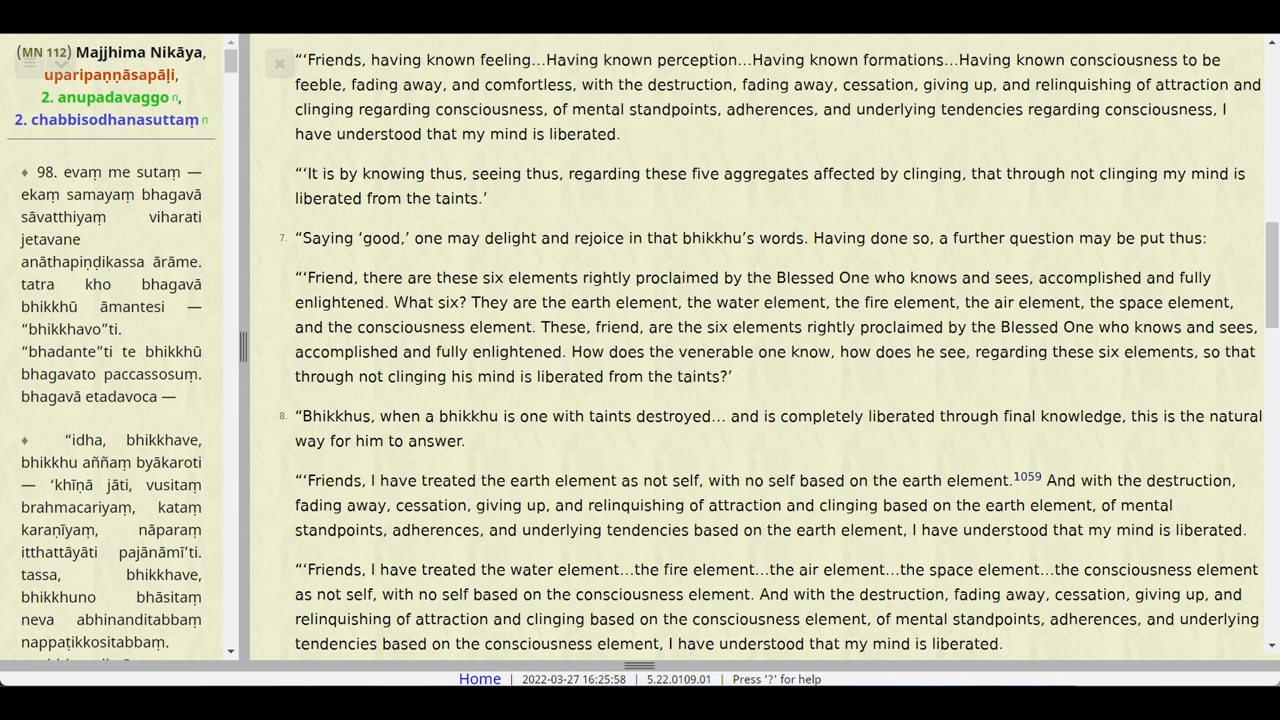 (MN 112) Majjhima Nikāya,
uparipaṇṇāsapāḷi,
2. anupadavaggo n,
2. chabbisodhanasuttaṃ n
♦ 98. evaṃ me sutaṃ —
ekaṃ samayaṃ bhagavā
sāvatthiyaṃ viharati
jetavane
anāthapiṇḍikassa ārāme.
tatra kho bhagavā
bhikkhū āmantesi —
“bhikkhavo”ti.
“bhadante”ti te bhikkhū
bhagavato paccassosuṃ.
bhagavā etadavoca —
♦ “idha, bhikkhave,
bhikkhu aññaṃ byākaroti
— ‘khīṇā jāti, vusitaṃ
brahmacariyaṃ, kataṃ
karaṇīyaṃ, nāparaṃ
itthattāyāti pajānāmī’ti.
tassa, bhikkhave,
bhikkhuno bhāsitaṃ
neva abhinanditabbaṃ
nappaṭikkositabbaṃ.
“‘Friends, having known feeling…Having known perception…Having known formations…Having known consciousness to be
feeble, fading away, and comfortless, with the destruction, fading away, cessation, giving up, and relinquishing of attraction and
clinging regarding consciousness, of mental standpoints, adherences, and underlying tendencies regarding consciousness, I
have understood that my mind is liberated.
“‘It is by knowing thus, seeing thus, regarding these five aggregates affected by clinging, that through not clinging my mind is
liberated from the taints.’
7. “Saying ‘good,’ one may delight and rejoice in that bhikkhu’s words. Having done so, a further question may be put thus:
“‘Friend, there are these six elements rightly proclaimed by the Blessed One who knows and sees, accomplished and fully
enlightened. What six? They are the earth element, the water element, the fire element, the air element, the space element,
and the consciousness element. These, friend, are the six elements rightly proclaimed by the Blessed One who knows and sees,
accomplished and fully enlightened. How does the venerable one know, how does he see, regarding these six elements, so that
through not clinging his mind is liberated from the taints?’
8. “Bhikkhus, when a bhikkhu is one with taints destroyed… and is completely liberated through final knowledge, this is the natural
way for him to answer.
“‘Friends, I have treated the earth element as not self, with no self based on the earth element.1059 And with the destruction,
fading away, cessation, giving up, and relinquishing of attraction and clinging based on the earth element, of mental
standpoints, adherences, and underlying tendencies based on the earth element, I have understood that my mind is liberated.
“‘Friends, I have treated the water element…the fire element…the air element…the space element…the consciousness element
as not self, with no self based on the consciousness element. And with the destruction, fading away, cessation, giving up, and
relinquishing of attraction and clinging based on the consciousness element, of mental standpoints, adherences, and underlying
tendencies based on the consciousness element, I have understood that my mind is liberated.
Home | 2022-03-27 16:25:58 | 5.22.0109.01 | Press '?' for help